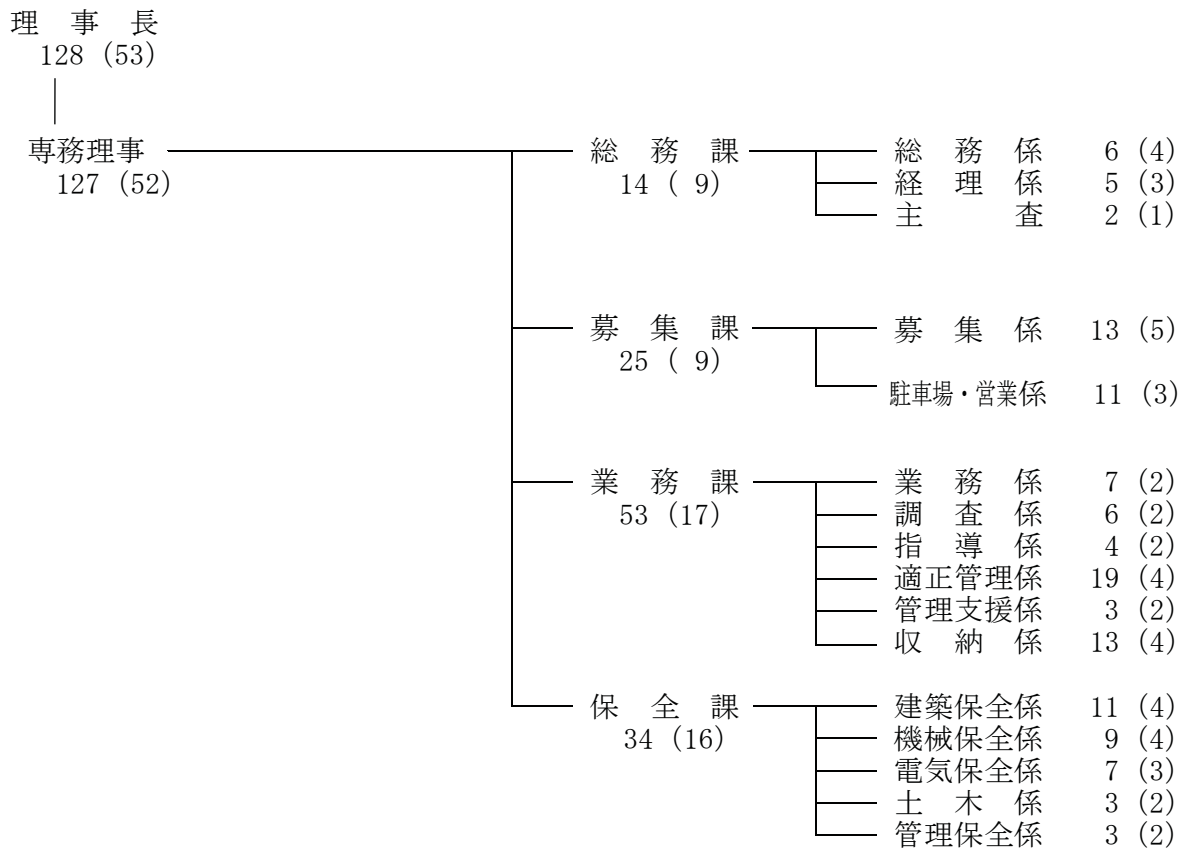 理事長
128 (53)
専務理事
127 (52)
総務課
14 ( 9)
総務係 6 (4)
経理係 5 (3)
主査 2 (1)
募集課
25 ( 9)
募集係 13 (5)
駐車場・営業係 11 (3)
業務課
53 (17)
業務係 7 (2)
調査係 6 (2)
指導係 4 (2)
適正管理係 19 (4)
管理支援係 3 (2)
収納係 13 (4)
保全課
34 (16)
建築保全係 11 (4)
機械保全係 9 (4)
電気保全係 7 (3)
土木係 3 (2)
管理保全係 3 (2)